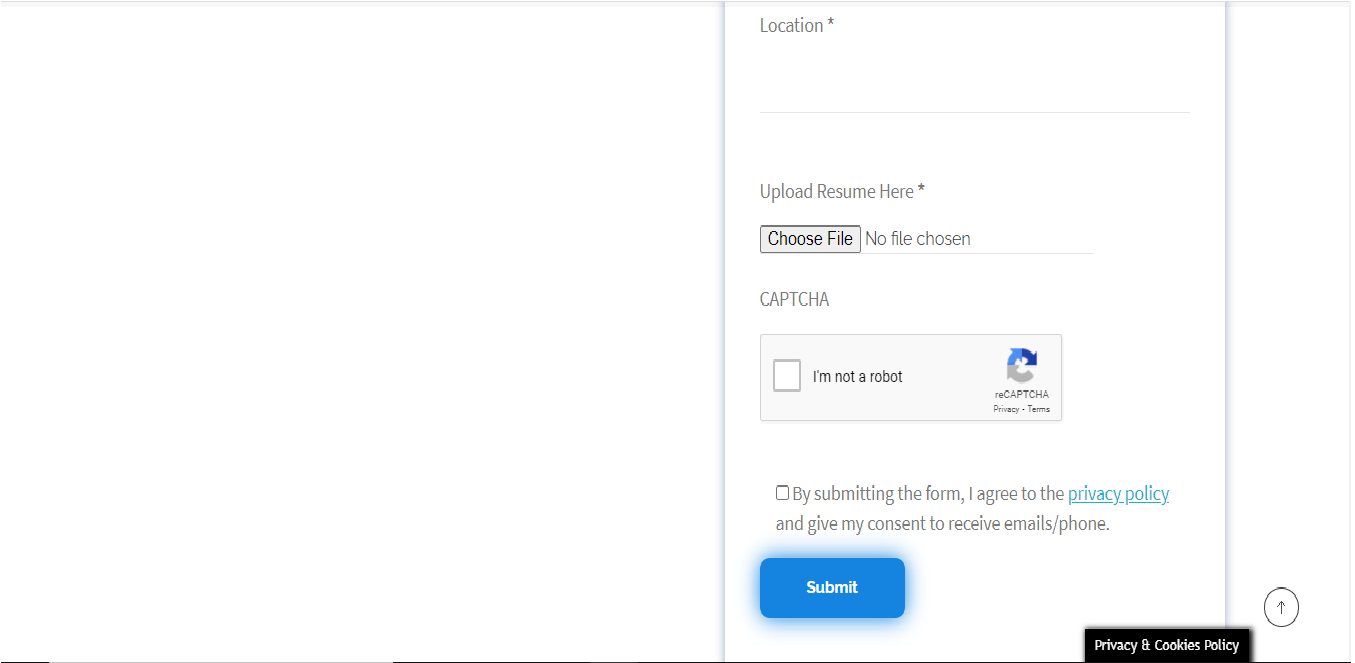 Location *
Upload Resume Here *
Choose File No file chosen
CAPTCHA
I'm not a robot
reCAPTCHA
Privacy - Terms
By submitting the form, I agree to the privacy policy
and give my consent to receive emails/phone.
Submit
Privacy & Cookies Policy